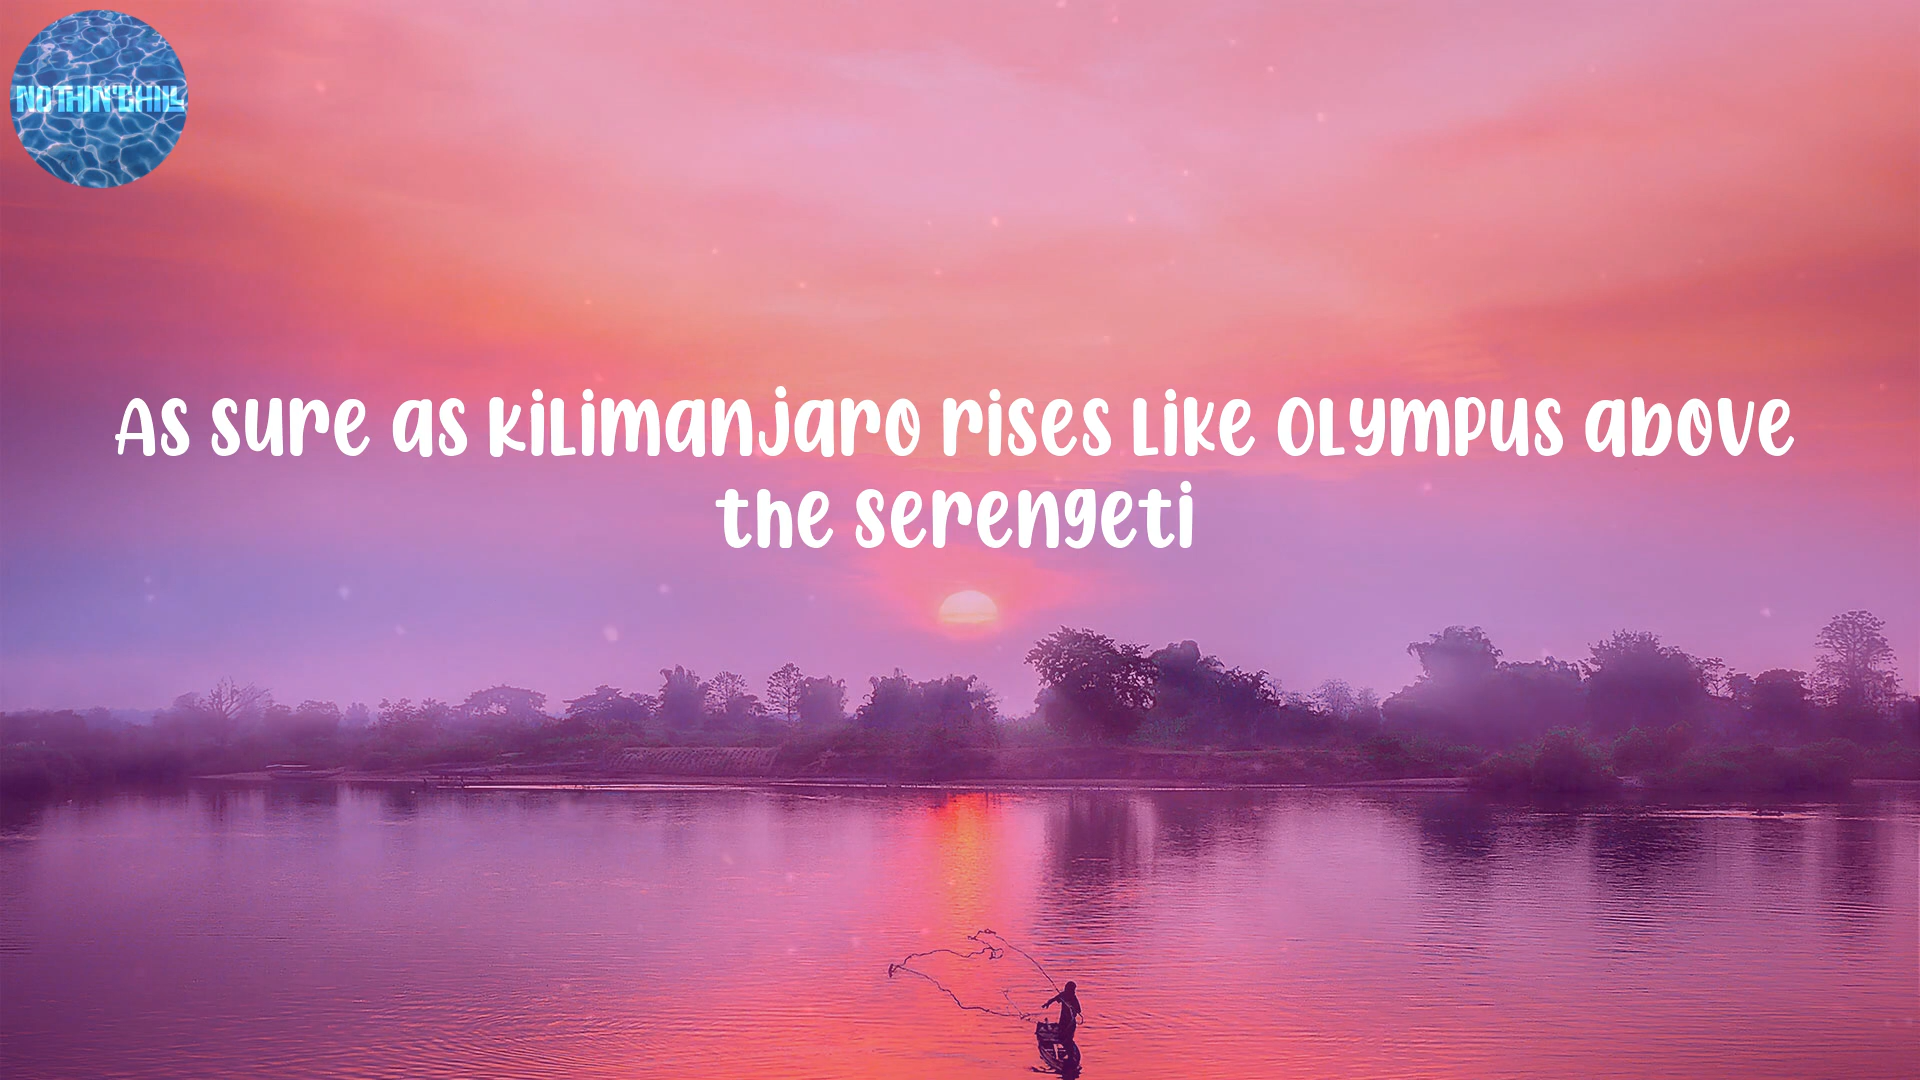 NOTHIN'CHILL
As sure as Kilimanjaro rises like Olympus above
the Serengeti